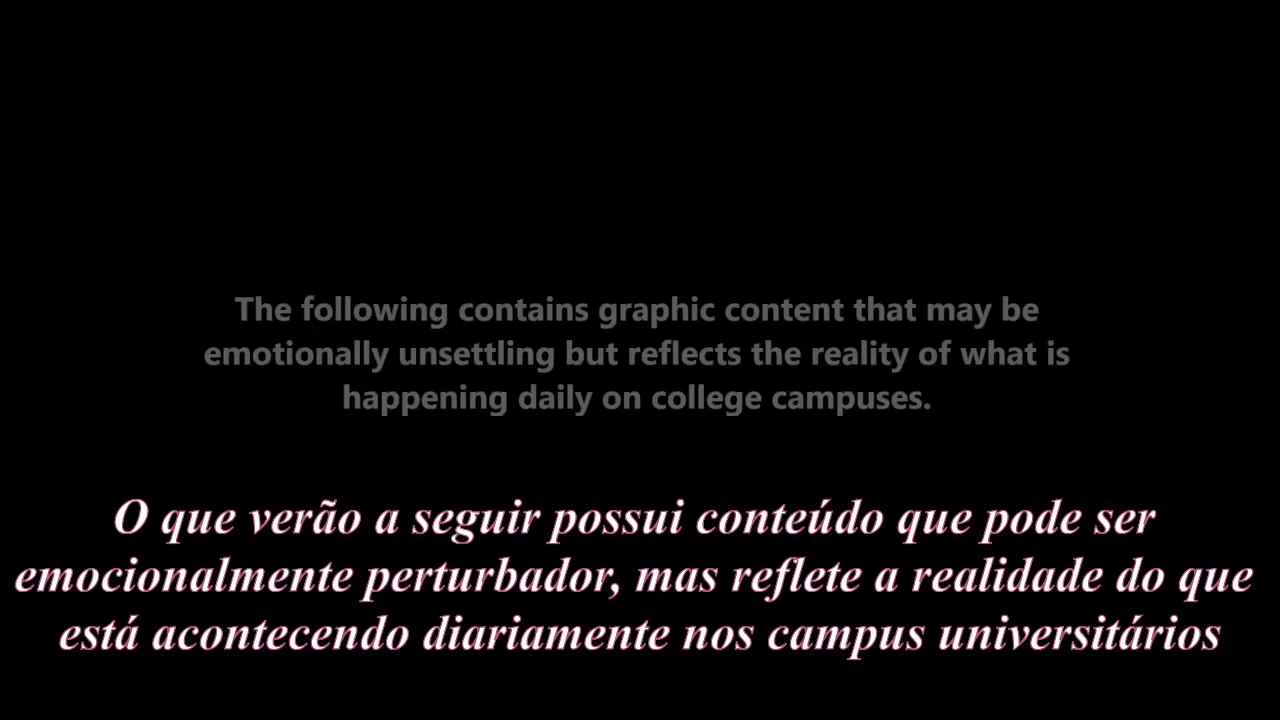 The following contains graphic content that may be
emotionally unsettling but reflects the reality of what is
happening daily on college campuses.
O que verão a seguir possui conteúdo que pode ser
emocionalmente perturbador, mas reflete a realidade do que
está acontecendo diariamente nos campus universitários